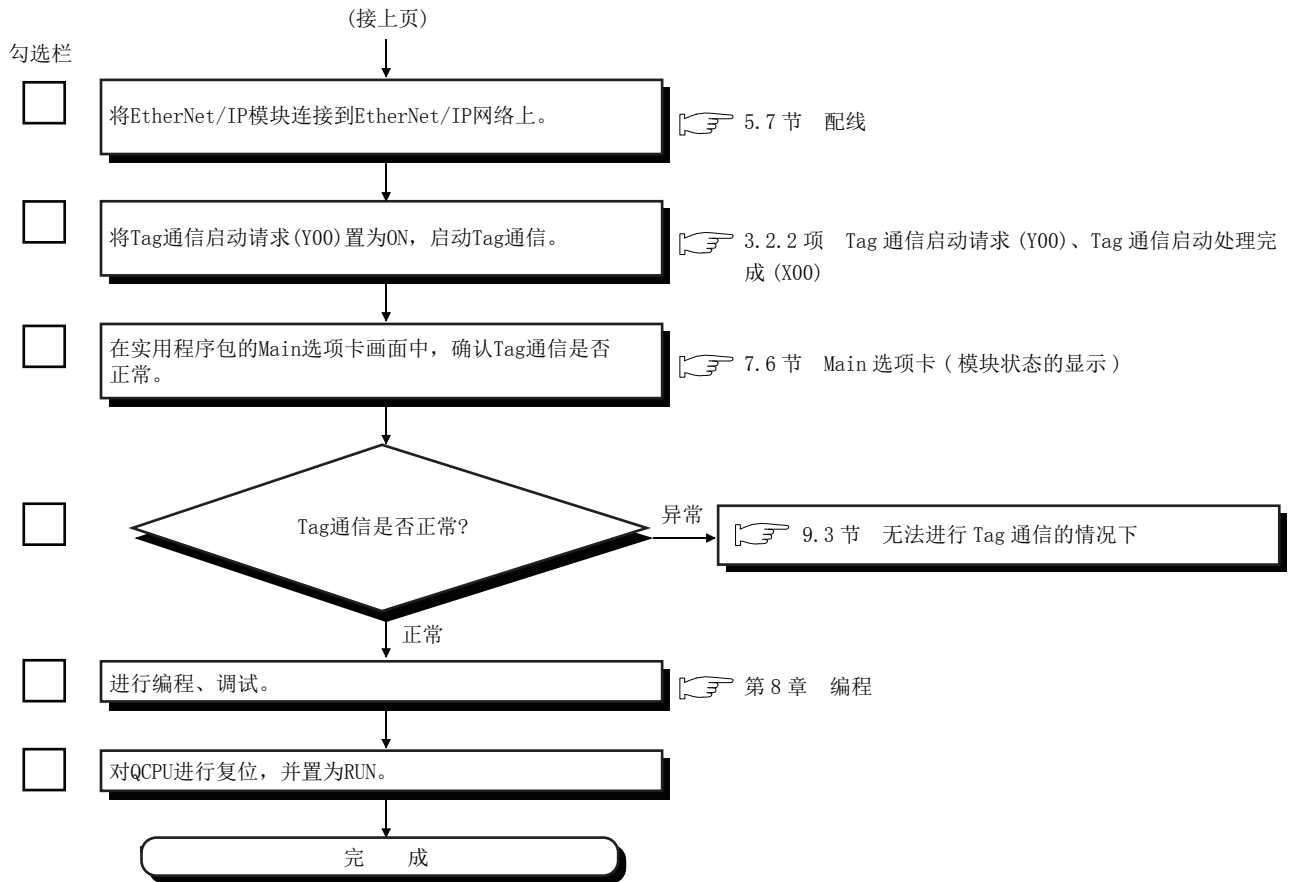 (接上页)
勾选栏
将EtherNet/IP模块连接到EtherNet/IP网络上。
5.7 节　配线
将Tag通信启动请求(Y00)置为ON，启动Tag通信。
3.2.2 项　Tag 通信启动请求 (Y00)、Tag 通信启动处理完
成 (X00)
在实用程序包的Main选项卡画面中，确认Tag通信是否
正常。
7.6 节　Main 选项卡 ( 模块状态的显示 )
Tag通信是否正常?
异常
9.3 节　无法进行 Tag 通信的情况下
正常
进行编程、调试。
第 8 章　编程
对QCPU进行复位，并置为RUN。
完　成